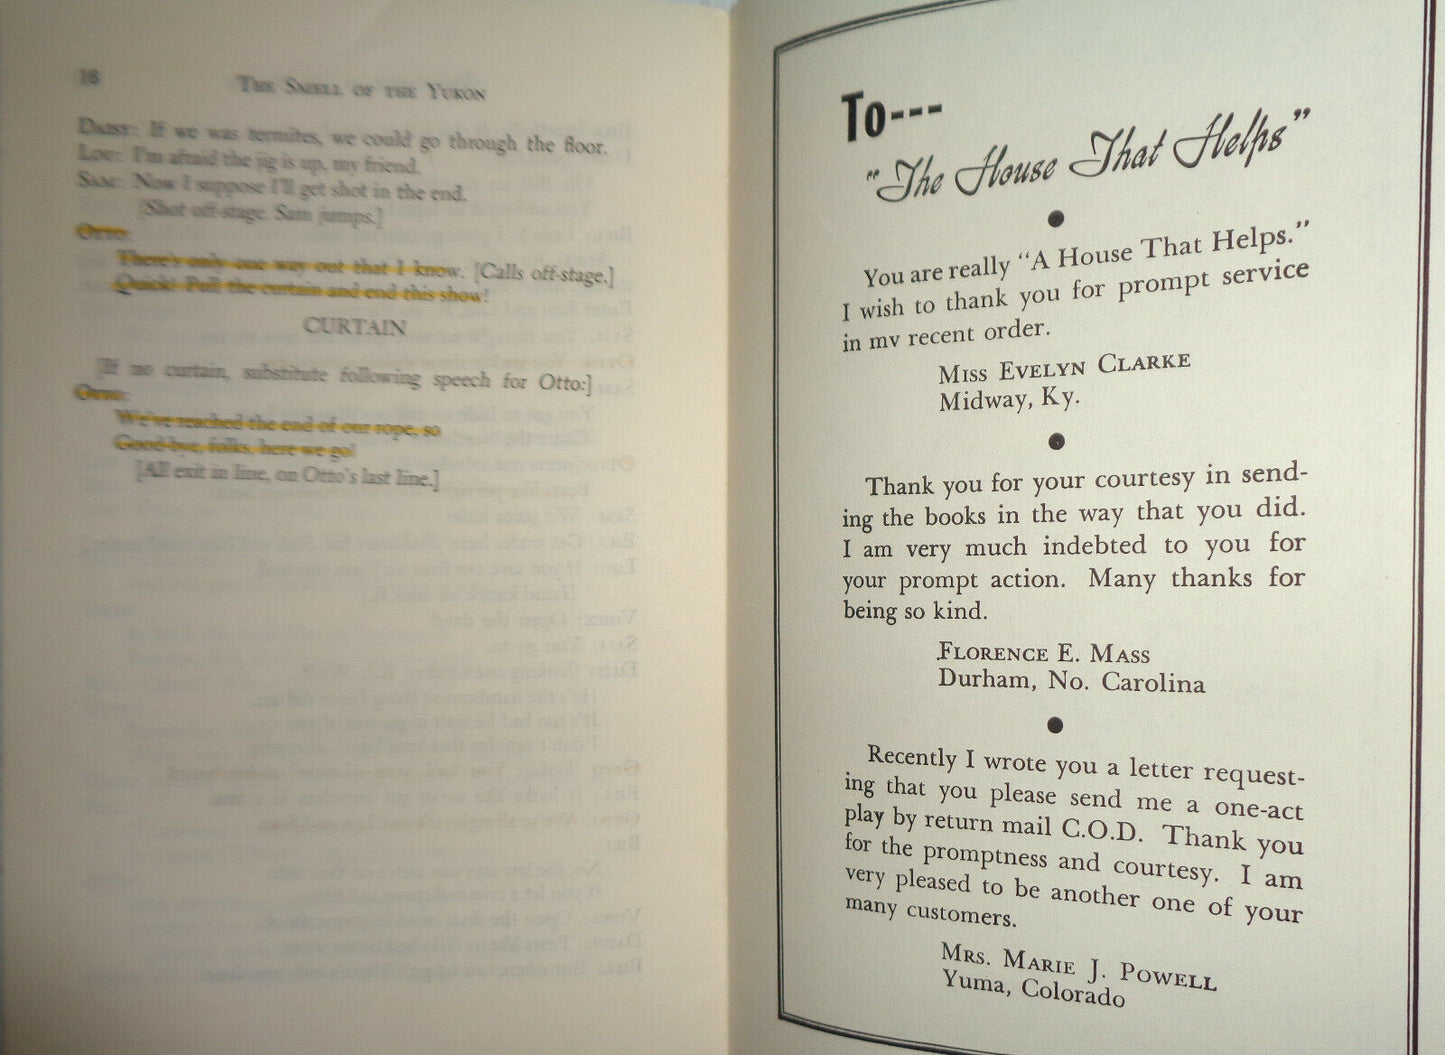 18
THE SMELL OF THE YUKON
DAISY: If we was termites, we could go through the floor.
LOU: I'm afraid the jig is up, my friend.
SAM: Now I suppose I'll get shot in the end.
[Shot off-stage. Sam jumps.]
OTTO:
There's only one way out that I know. [Calls off-stage.]
Quick! Pull the curtain and end this show!
CURTAIN
[If no curtain, substitute following speech for Otto:]
OTTO:
We've reached the end of our rope, so
Good-bye, folks, here we go!
[All exit in line, on Otto's last line.]
To---
"The House That Helps"
You are really "A House That Helps."
I wish to thank you for prompt service
in my recent order.
MISS EVELYN CLARKE
Midway, Ky.
Thank you for your courtesy in send-
ing the books in the way that you did.
I am very much indebted to you for
your prompt action. Many thanks for
being so kind.
FLORENCE E. MASS
Durham, No. Carolina
Recently I wrote you a letter request-
ing that you please send me a one-act
play by return mail C.O.D. Thank you
for the promptness and courtesy. I am
very pleased to be another one of your
many customers.
MRS. MARIE J. POWELL
Yuma, Colorado